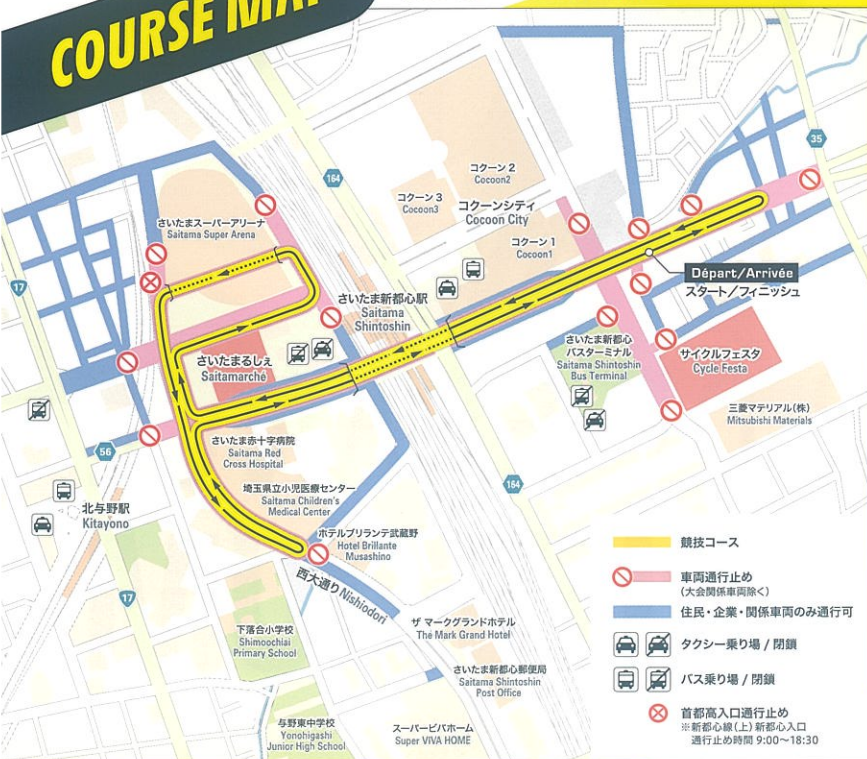 COURSE MA
35
コクーン 2
Cocoon2
164
コクーン 3
Cocoon3
コクーンシティ
Cocoon City
さいたまスーパーアリーナ
Saitama Super Arena
コクーン 1
Cocoon1
Départ/Arrivée
スタート/フィニッシュ
17
さいたま新都心駅
Saitama
Shintoshin
さいたま新都心
バスターミナル
Saitama Shintoshin
Bus Terminal
サイクルフェスタ
Cycle Festa
さいたまるしぇ
Saitamarché
三菱マテリアル(株)
Mitsubishi Materials
さいたま赤十字病院
Saitama Red
Cross Hospital
56
埼玉県立小児医療センター
Saitama Children's
Medical Center
164
北与野駅
Kitayono
ホテルブリランテ武蔵野
Hotel Brillante
Musashino
西大通り Nishiodori
17
下落合小学校
Shimoochiai
Primary School
ザ マークグランドホテル
The Mark Grand Hotel
さいたま新都心郵便局
Saitama Shintoshin
Post Office
与野東中学校
Yonohigashi
Junior High School
スーパービバホーム
Super VIVA HOME
競技コース
車両通行止め
(大会関係車両除く)
住民・企業・関係車両のみ通行可
タクシー乗り場 / 閉鎖
バス乗り場 / 閉鎖
首都高入口通行止め
※新都心線(上)新都心入口
通行止め時間 9:00〜18:30